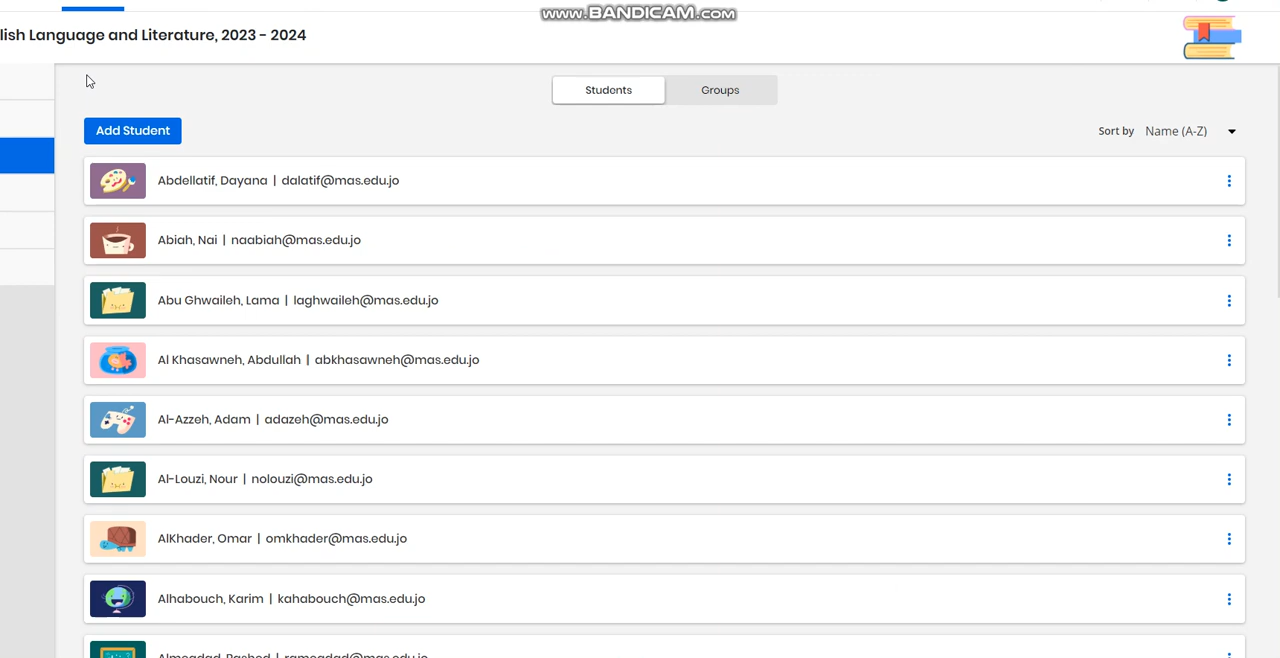 www.BANDICAM.com
lish Language and Literature, 2023 - 2024
Students
Groups
Add Student
Sort by Name (A-Z)
Abdellatif, Dayana | dalatif@mas.edu.jo
Abiah, Nai | naabiah@mas.edu.jo
Abu Ghwaileh, Lama | laghwaileh@mas.edu.jo
Al Khasawneh, Abdullah | abkhasawneh@mas.edu.jo
Al-Azzeh, Adam | adazeh@mas.edu.jo
Al-Louzi, Nour | nolouzi@mas.edu.jo
AlKhader, Omar | omkhader@mas.edu.jo
Alhabouch, Karim | kahabouch@mas.edu.jo